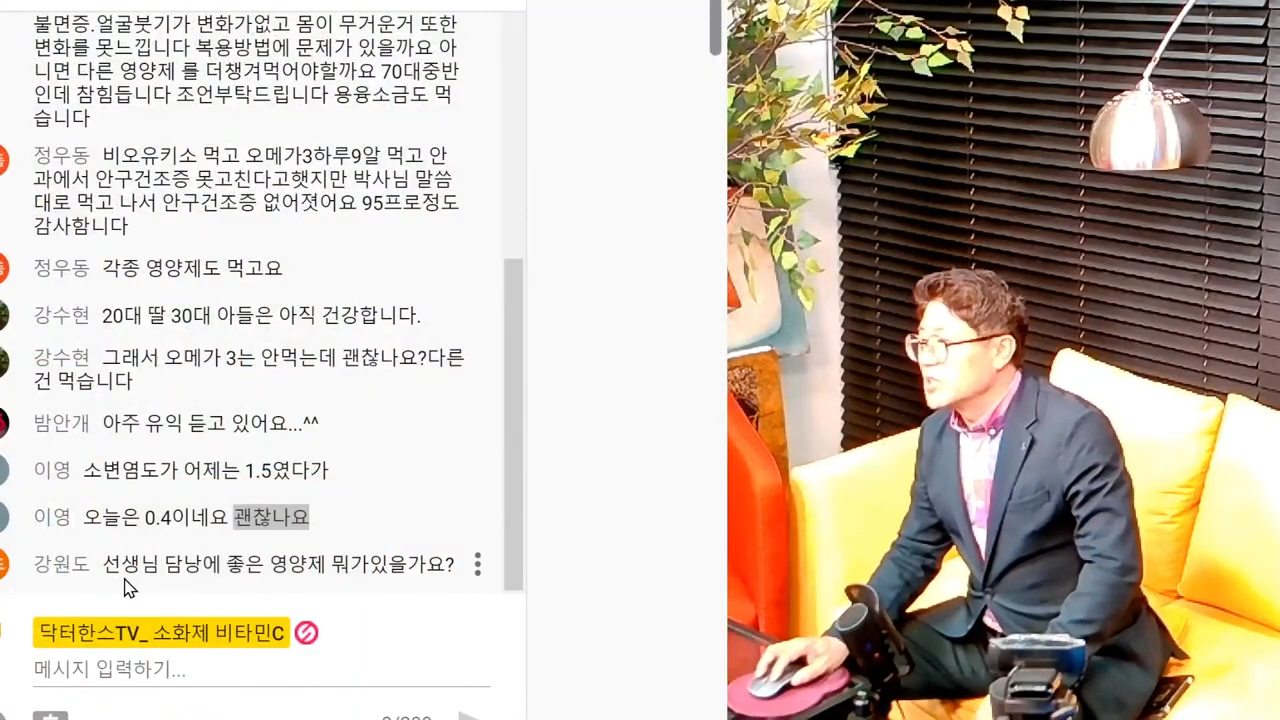 불면증.얼굴붓기가 변화가없고 몸이 무거운거 또한
변화를 못느낍니다 복용방법에 문제가 있을까요 아
니면 다른 영양제 를 더챙겨먹어야할까요 70대중반
인데 참힘듭니다 조언부탁드립니다 용융소금도 먹
습니다
정우동 비오유키소 먹고 오메가3하루9알 먹고 안
과에서 안구건조증 못고친다고햇지만 박사님 말씀
대로 먹고 나서 안구건조증 없어졋어요 95프로정도
감사함니다
정우동 각종 영양제도 먹고요
강수현 20대 딸 30대 아들은 아직 건강합니다.
강수현 그래서 오메가 3는 안먹는데 괜찮나요?다른
건 먹습니다
밤안개 아주 유익 듣고 있어요...^^
이영 소변염도가 어제는 1.5였다가
이영 오늘은 0.4이네요 괜찮나요
강원도 선생님 담낭에 좋은 영양제 뭐가있을가요?
닥터한스TV_ 소화제 비타민C
메시지 입력하기...